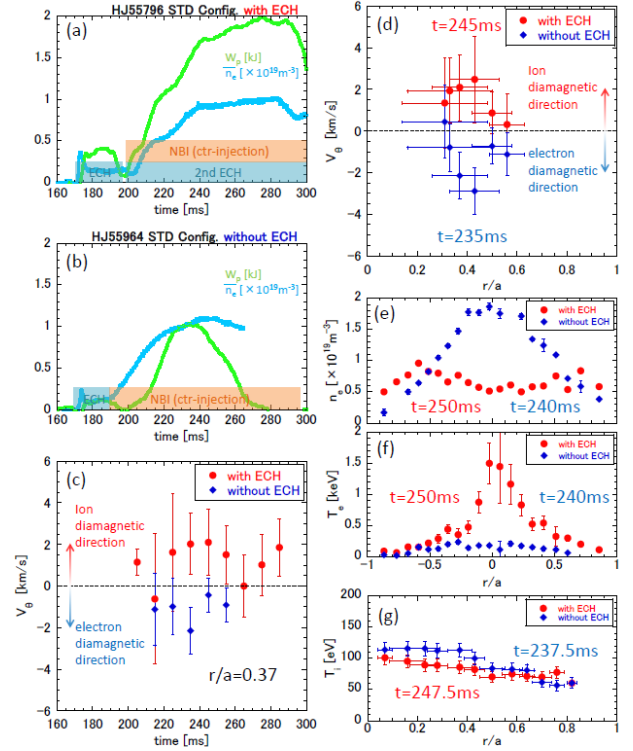 HJ55796 STD Config. with ECH
(a)
W_p [kJ]
n_e [×10^19 m^-3]
2
1.5
1
0.5
0
NBI (ctr-injection)
ECH
2nd ECH
160 180 200 220 240 260 280 300
time [ms]
HJ55964 STD Config. without ECH
(b)
W_p [kJ]
n_e [×10^19 m^-3]
2
1.5
1
0.5
0
ECH
NBI (ctr-injection)
160 180 200 220 240 260 280 300
time [ms]
(c)
with ECH
without ECH
6
4
2
0
-2
-4
-6
V_θ [km/s]
Ion
diamagnetic
direction
electron
diamagnetic
direction
r/a=0.37
160 180 200 220 240 260 280 300
time [ms]
(d)
t=245ms
with ECH
without ECH
6
4
2
0
-2
-4
-6
V_θ [km/s]
Ion
diamagnetic
direction
electron
diamagnetic
direction
t=235ms
0 0.2 0.4 0.6 0.8 1
r/a
(e)
with ECH
without ECH
2
1.5
1
0.5
0
n_e [×10^19 m^-3]
t=250ms
t=240ms
(f)
with ECH
without ECH
2
1.5
1
0.5
0
T_e [keV]
t=250ms
t=240ms
-1 -0.5 0 0.5 1
r/a
(g)
with ECH
without ECH
200
150
100
50
0
T_i [eV]
t=237.5ms
t=247.5ms
0 0.2 0.4 0.6 0.8 1
r/a